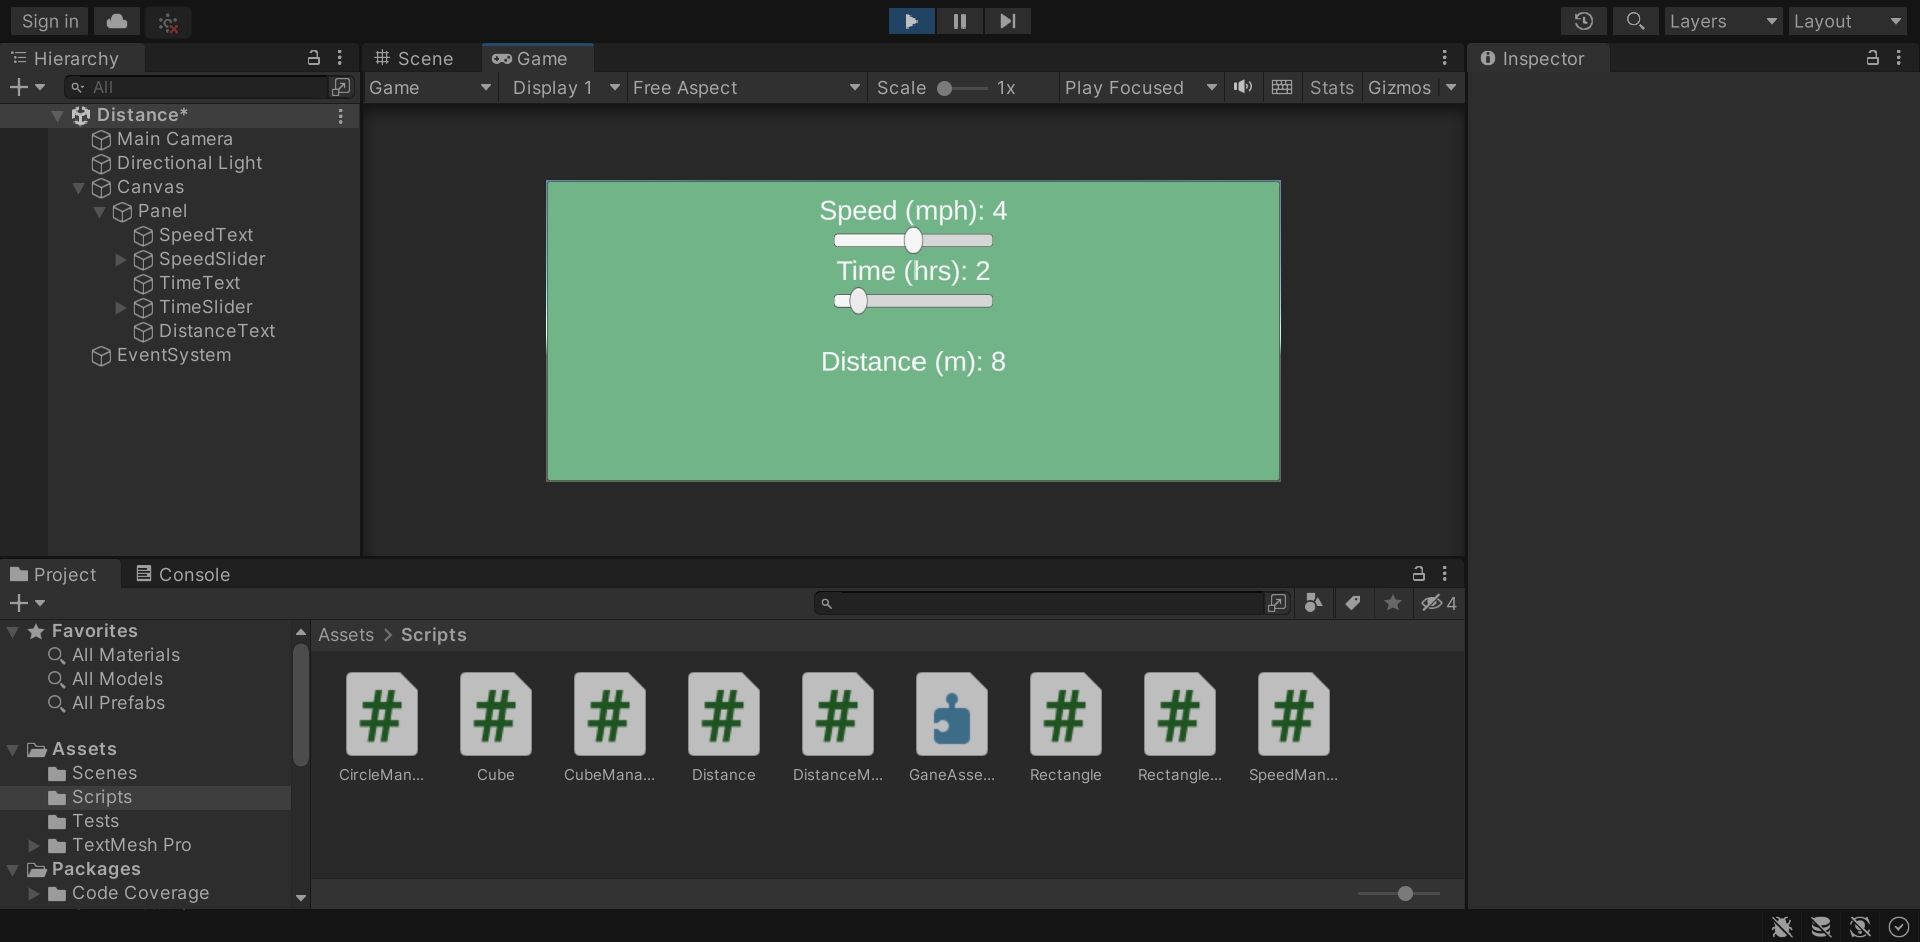 Sign in
Layers
Layout
Hierarchy
Scene
Game
Inspector
All
Game
Display 1
Free Aspect
Scale
1x
Play Focused
Stats
Gizmos
Distance*
Main Camera
Directional Light
Canvas
Panel
SpeedText
SpeedSlider
TimeText
TimeSlider
DistanceText
EventSystem
Speed (mph): 4
Time (hrs): 2
Distance (m): 8
Project
Console
4
Favorites
All Materials
All Models
All Prefabs
Assets
Scenes
Scripts
Tests
TextMesh Pro
Packages
Code Coverage
Assets > Scripts
CircleMan...
Cube
CubeMana...
Distance
DistanceM...
GaneAsse...
Rectangle
Rectangle...
SpeedMan...